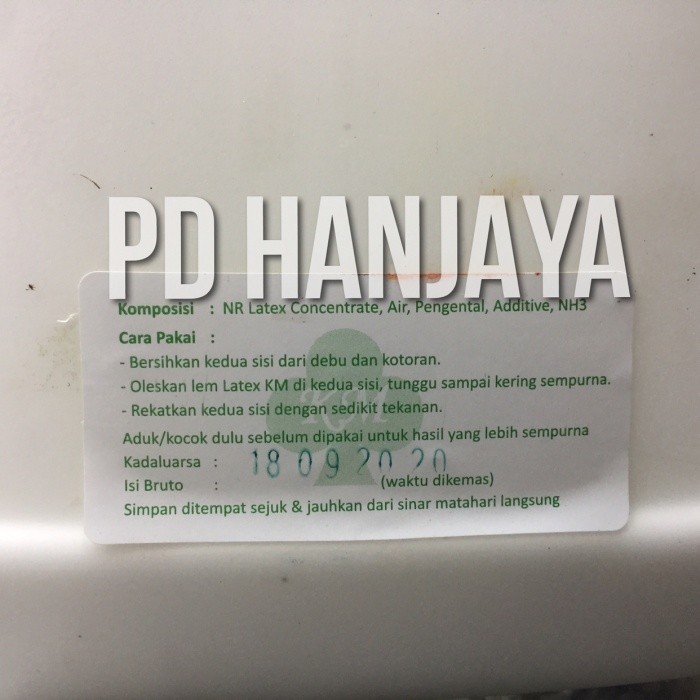 PD HANJAYA
Komposisi : NR Latex Concentrate, Air, Pengental, Additive, NH3
Cara Pakai :
- Bersihkan kedua sisi dari debu dan kotoran.
- Oleskan lem Latex KM di kedua sisi, tunggu sampai kering sempurna.
- Rekatkan kedua sisi dengan sedikit tekanan.
KM
Aduk/kocok dulu sebelum dipakai untuk hasil yang lebih sempurna
Kadaluarsa : 18 09 20 20
Isi Bruto : (waktu dikemas)
Simpan ditempat sejuk & jauhkan dari sinar matahari langsung